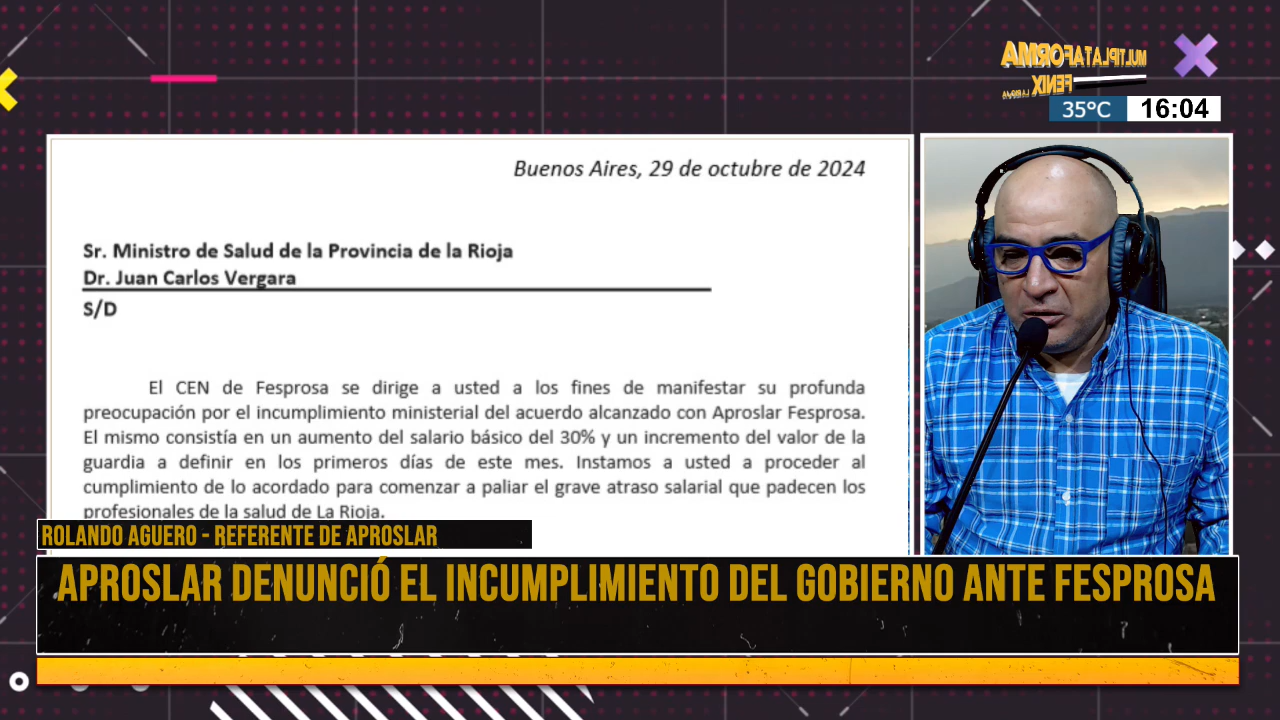 MULTIPLATAFORMA
FENIX
LA RIOJA
35°C
16:04
Buenos Aires, 29 de octubre de 2024
Sr. Ministro de Salud de la Provincia de la Rioja
Dr. Juan Carlos Vergara
S/D
El CEN de Fesprosa se dirige a usted a los fines de manifestar su profunda
preocupación por el incumplimiento ministerial del acuerdo alcanzado con Aproslar Fesprosa.
El mismo consistía en un aumento del salario básico del 30% y un incremento del valor de la
guardia a definir en los primeros días de este mes. Instamos a usted a proceder al
cumplimiento de lo acordado para comenzar a paliar el grave atraso salarial que padecen los
profesionales de la salud de La Rioja.
ROLANDO AGUERO - REFERENTE DE APROSLAR
APROSLAR DENUNCIÓ EL INCUMPLIMIENTO DEL GOBIERNO ANTE FESPROSA